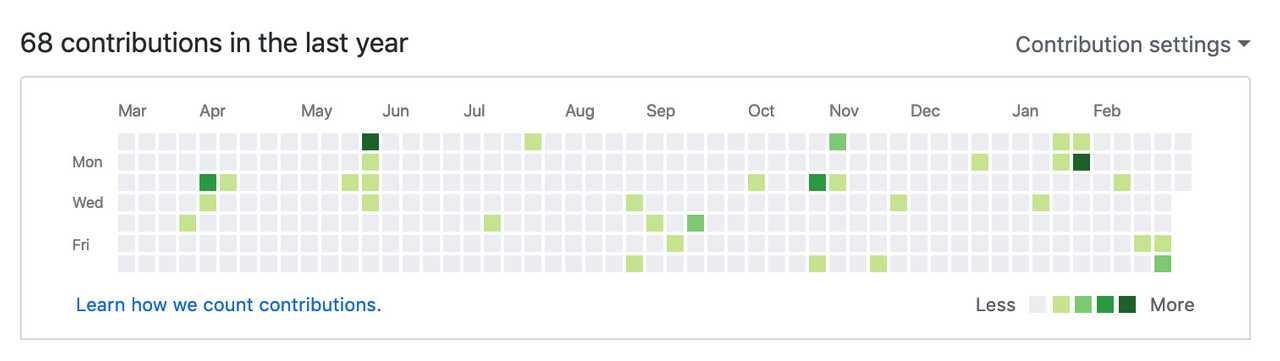 68 contributions in the last year
Contribution settings
Mar Apr May Jun Jul Aug Sep Oct Nov Dec Jan Feb
Mon
Wed
Fri
Learn how we count contributions.
Less More